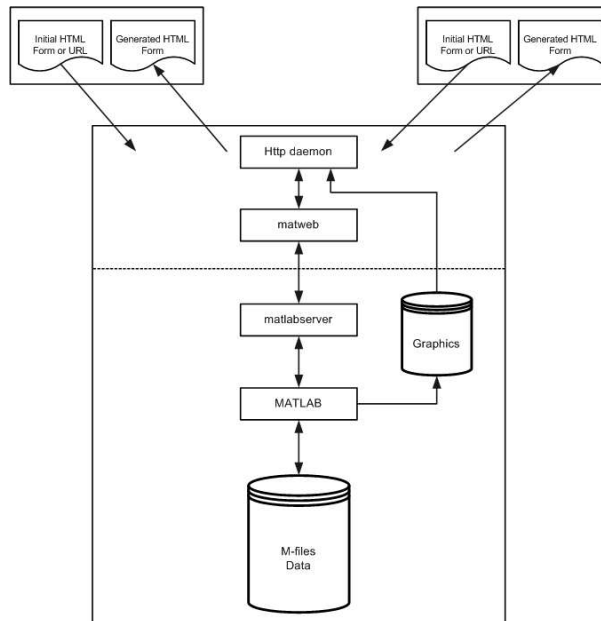 Initial HTML
Form or URL
Generated HTML
Form
Initial HTML
Form or URL
Generated HTML
Form
Http daemon
matweb
matlabserver
Graphics
MATLAB
M-files
Data